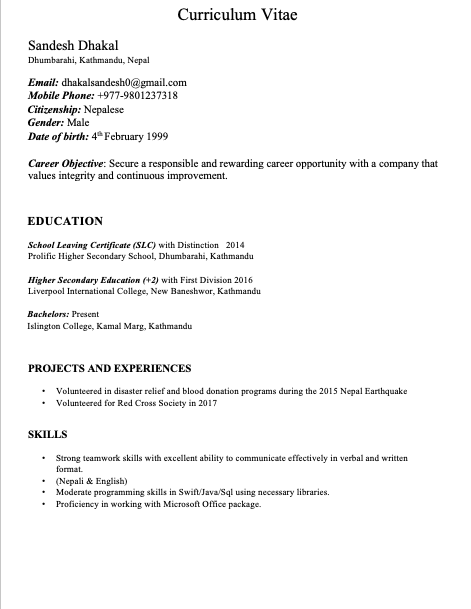 Curriculum Vitae
Sandesh Dhakal
Dhumbarahi, Kathmandu, Nepal
Email: dhakalsandesh0@gmail.com
Mobile Phone: +977-9801237318
Citizenship: Nepalese
Gender: Male
Date of birth: 4th February 1999
Career Objective: Secure a responsible and rewarding career opportunity with a company that
values integrity and continuous improvement.
EDUCATION
School Leaving Certificate (SLC) with Distinction 2014
Prolific Higher Secondary School, Dhumbarahi, Kathmandu
Higher Secondary Education (+2) with First Division 2016
Liverpool International College, New Baneshwor, Kathmandu
Bachelors: Present
Islington College, Kamal Marg, Kathmandu
PROJECTS AND EXPERIENCES
• Volunteered in disaster relief and blood donation programs during the 2015 Nepal Earthquake
• Volunteered for Red Cross Society in 2017
SKILLS
• Strong teamwork skills with excellent ability to communicate effectively in verbal and written
format.
• (Nepali & English)
• Moderate programming skills in Swift/Java/Sql using necessary libraries.
• Proficiency in working with Microsoft Office package.